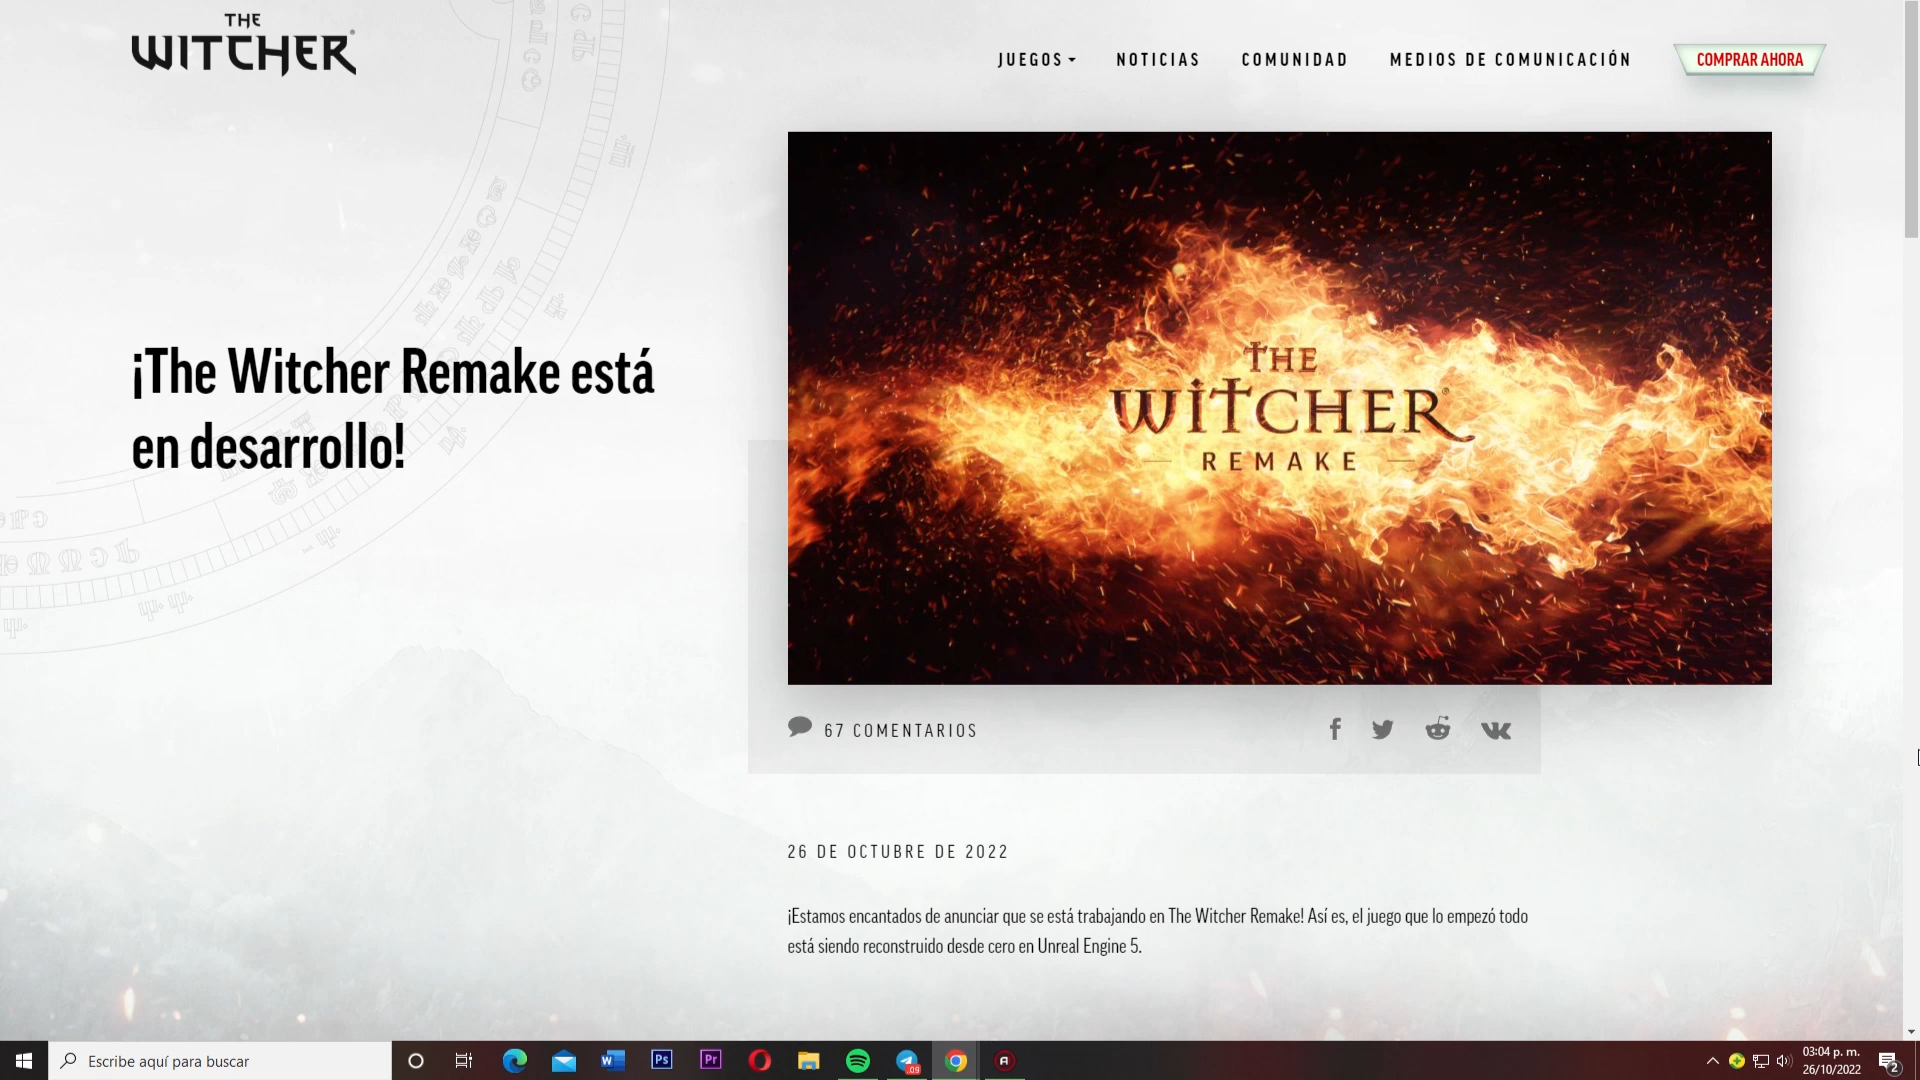 THE
WITCHER
JUEGOS
NOTICIAS
COMUNIDAD
MEDIOS DE COMUNICACIÓN
COMPRAR AHORA
¡The Witcher Remake está
en desarrollo!
THE
WITCHER
REMAKE
67 COMENTARIOS
26 DE OCTUBRE DE 2022
¡Estamos encantados de anunciar que se está trabajando en The Witcher Remake! Así es, el juego que lo empezó todo
está siendo reconstruido desde cero en Unreal Engine 5.
Escribe aquí para buscar
Ps
Pr
03:04 p. m.
26/10/2022
2